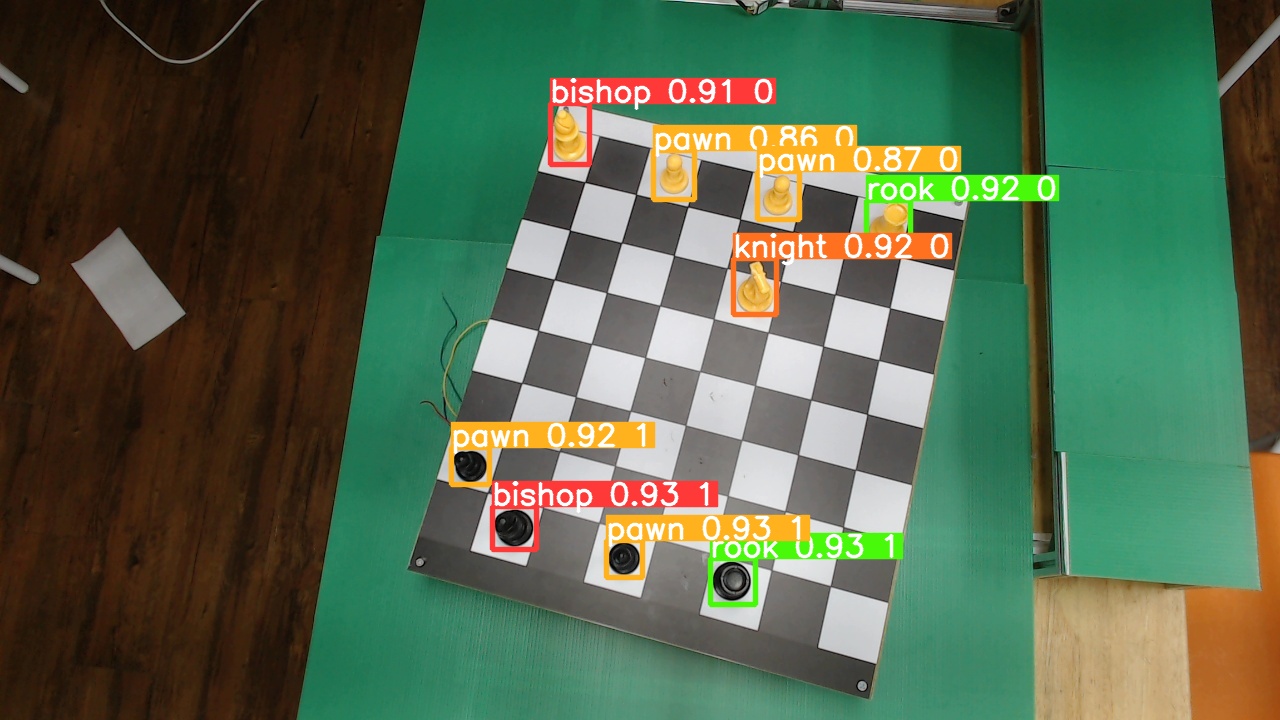 bishop 0.91 0
pawn 0.86 0
pawn 0.87 0
rook 0.92 0
knight 0.92 0
pawn 0.92 1
bishop 0.93 1
pawn 0.93 1
rook 0.93 1